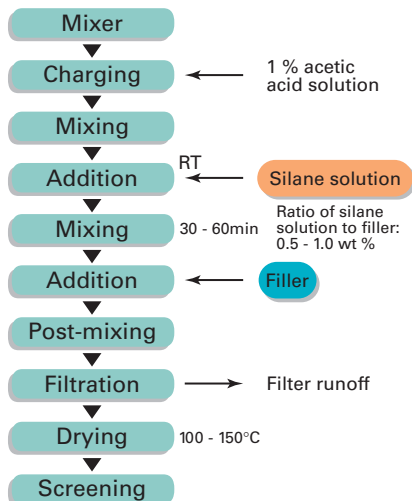 Mixer
Charging
1 % acetic
acid solution
Mixing
RT
Addition
Silane solution
Mixing
30 - 60min
Ratio of silane
solution to filler:
0.5 - 1.0 wt %
Addition
Filler
Post-mixing
Filtration
Filter runoff
Drying
100 - 150°C
Screening